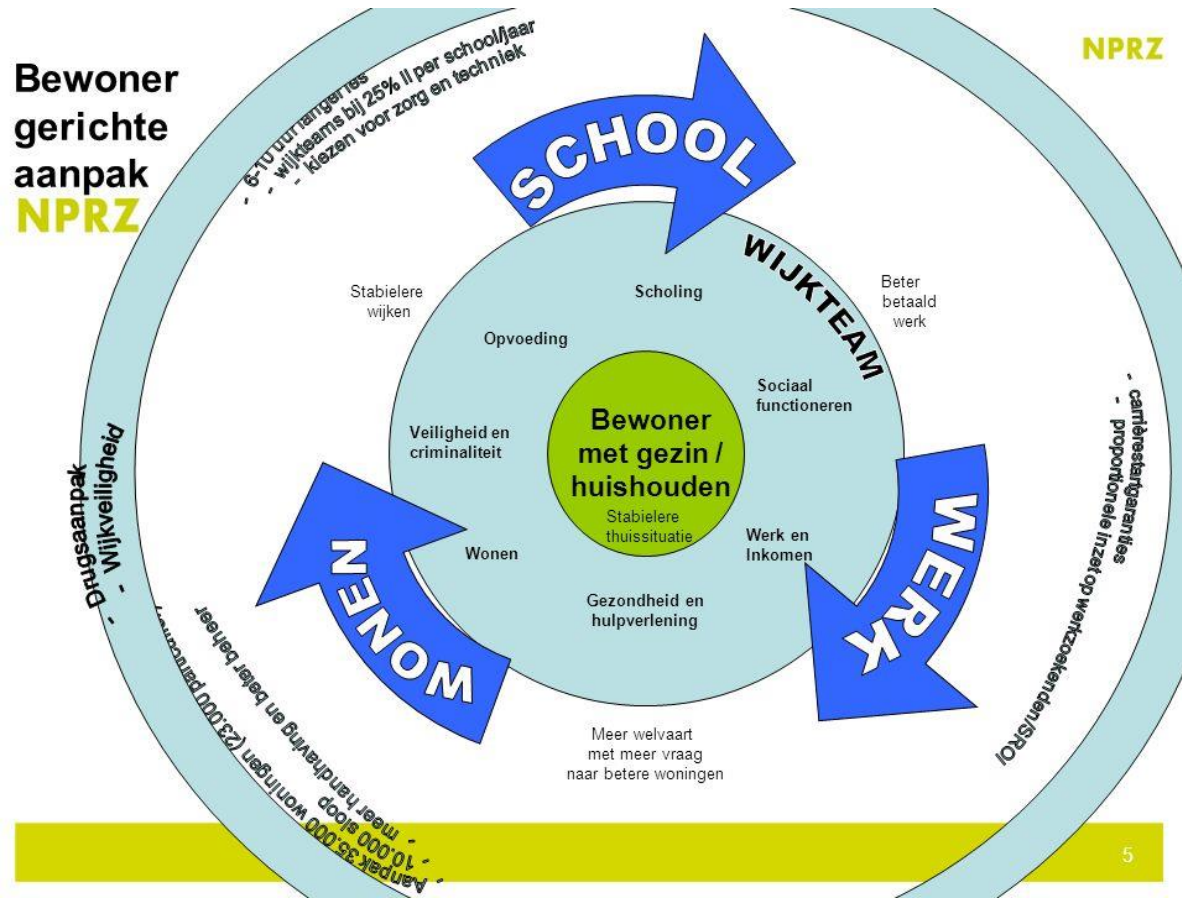 Bewoner
gerichte
aanpak
NPRZ
NPRZ
- 6-10 uur langer les
- wijkteams bij 25% ll per school/jaar
- kiezen voor zorg en techniek
SCHOOL
WIJKTEAM
Stabielere
wijken
Scholing
Beter
betaald
werk
Opvoeding
Sociaal
functioneren
Veiligheid en
criminaliteit
Bewoner
met gezin /
huishouden
Stabielere
thuissituatie
Wonen
Werk en
Inkomen
Gezondheid en
hulpverlening
WERK
- carrièrestartgaranties
- proportionele inzet op werkzoekenden/SROI
WONEN
- Drugsaanpak
- Wijkveiligheid
- Aanpak 35.000 woningen (23.000
- 10.000 sloop
- meer handhaving en beter beheer
Meer welvaart
met meer vraag
naar betere woningen
5